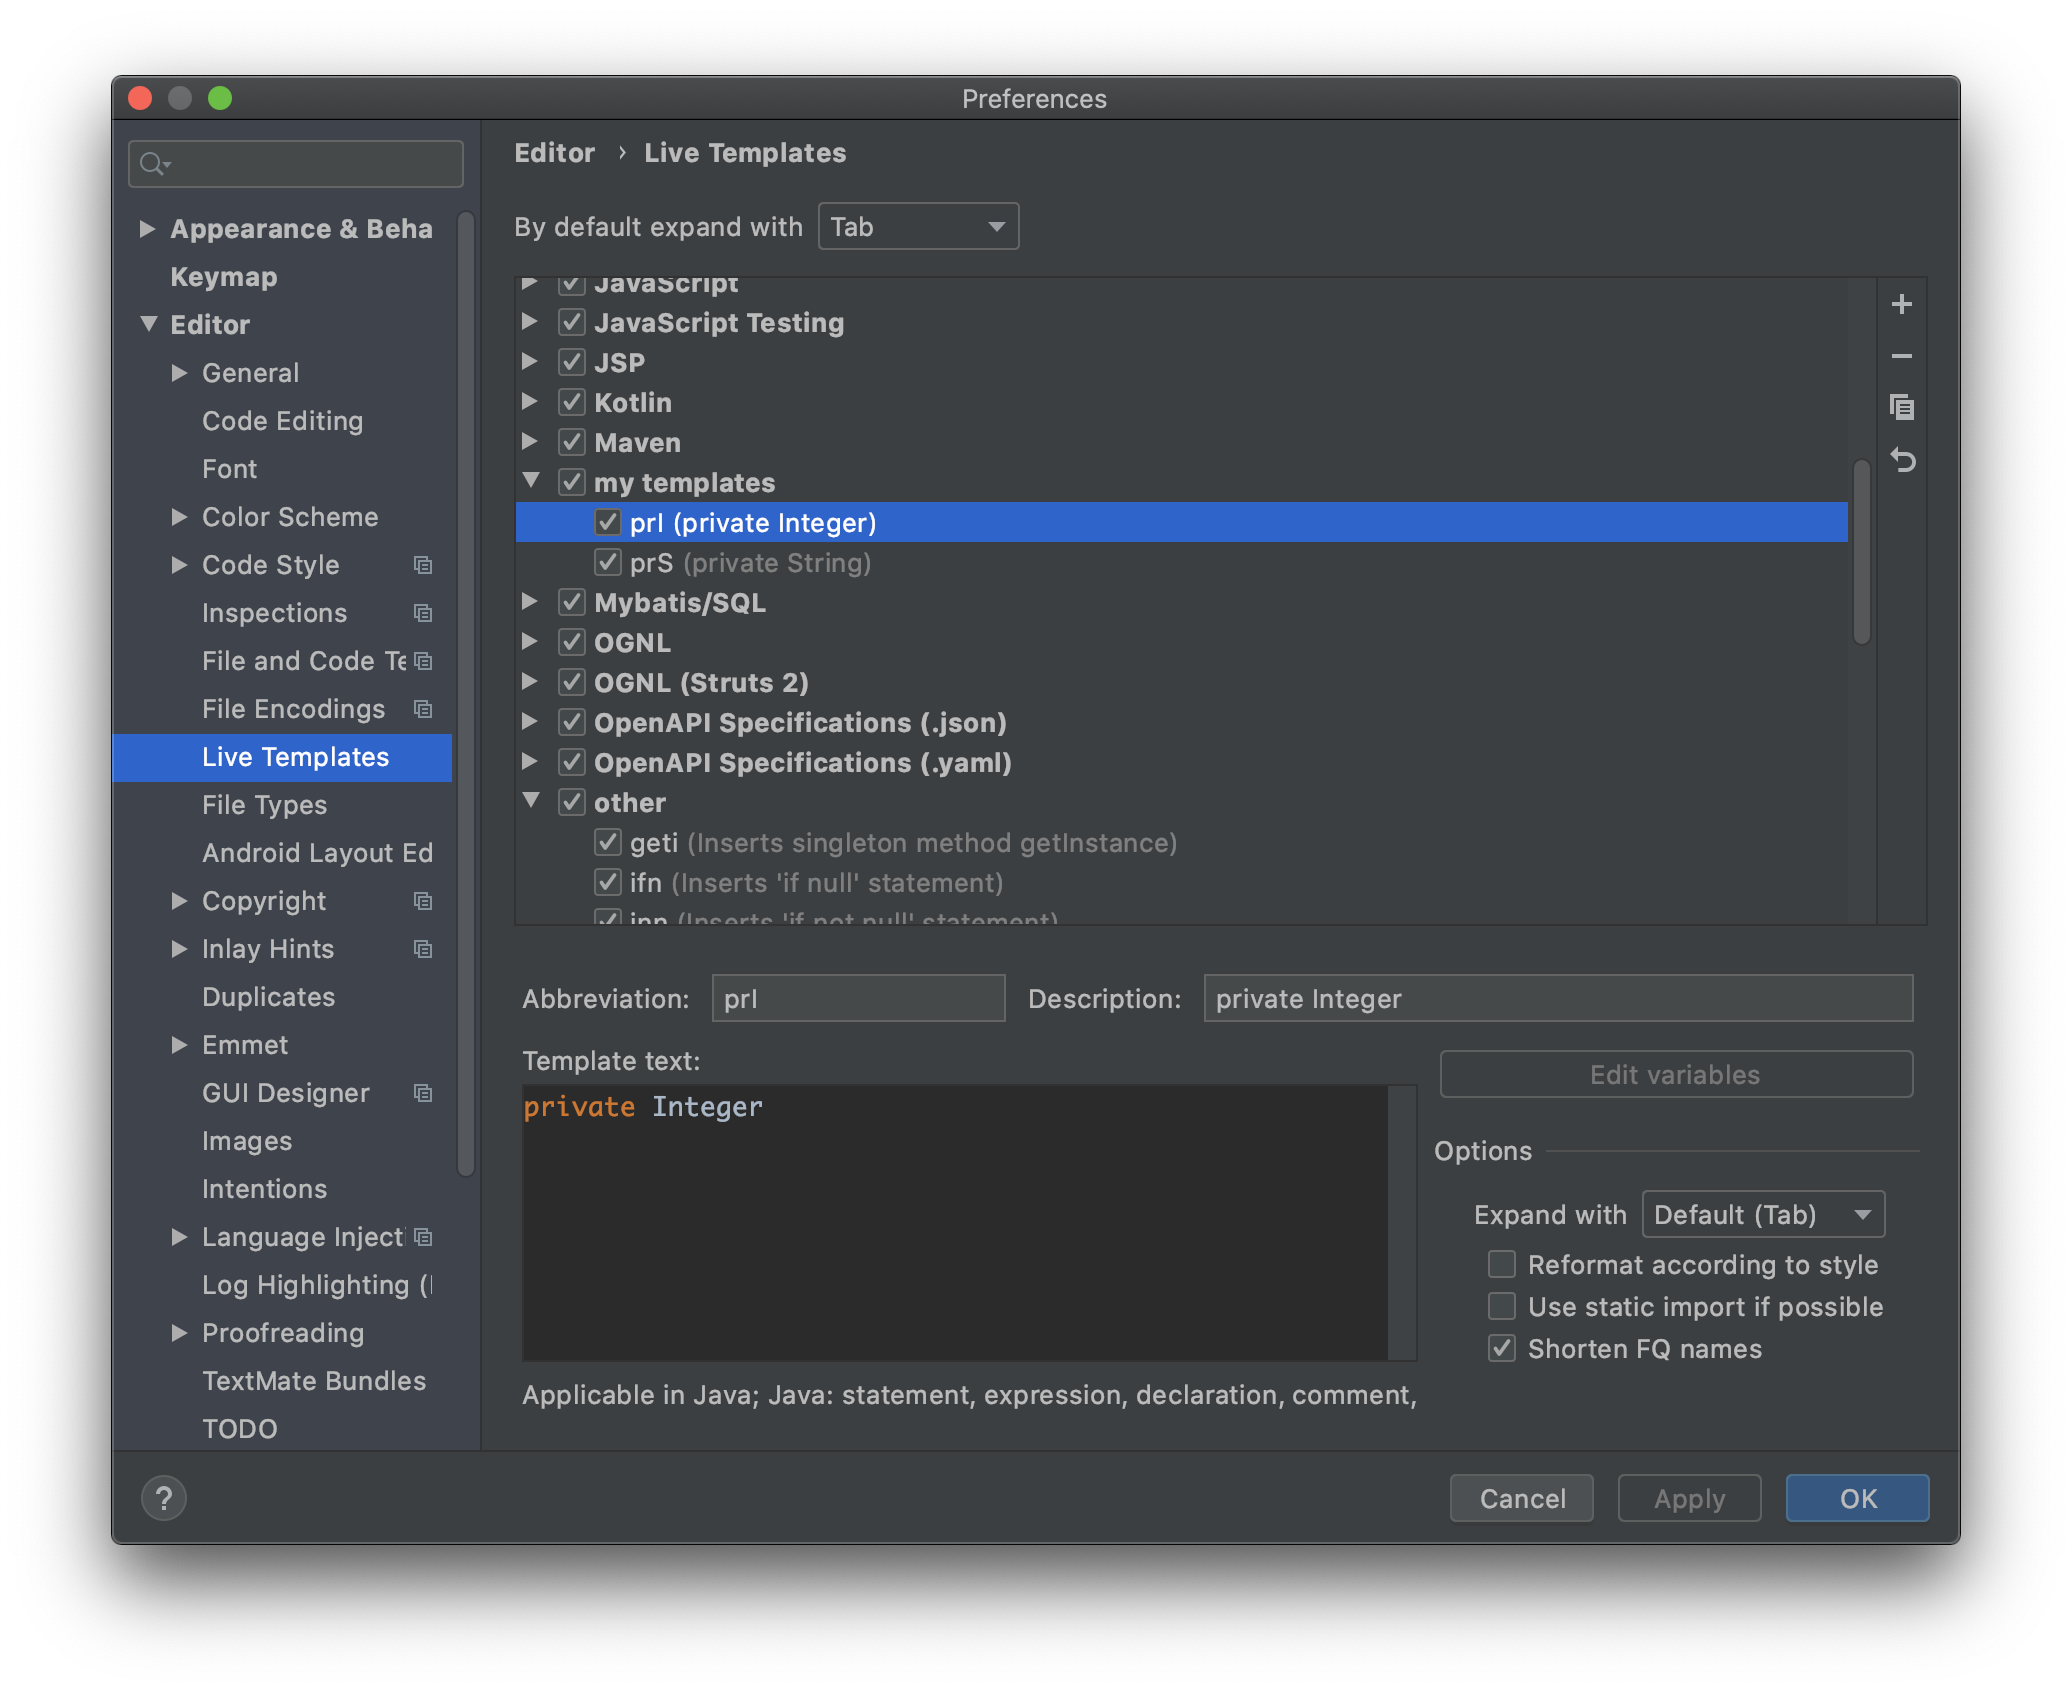 Preferences
Appearance & Beha
Keymap
Editor
General
Code Editing
Font
Color Scheme
Code Style
Inspections
File and Code Te
File Encodings
Live Templates
File Types
Android Layout Ed
Copyright
Inlay Hints
Duplicates
Emmet
GUI Designer
Images
Intentions
Language Inject
Log Highlighting (
Proofreading
TextMate Bundles
TODO
Editor › Live Templates
By default expand with Tab
JavaScript
JavaScript Testing
JSP
Kotlin
Maven
my templates
prI (private Integer)
prS (private String)
Mybatis/SQL
OGNL
OGNL (Struts 2)
OpenAPI Specifications (.json)
OpenAPI Specifications (.yaml)
other
geti (Inserts singleton method getInstance)
ifn (Inserts 'if null' statement)
inn (Inserts 'if not null' statement)
Abbreviation: prI Description: private Integer
Template text:
private Integer
Edit variables
Options
Expand with Default (Tab)
Reformat according to style
Use static import if possible
Shorten FQ names
Applicable in Java; Java: statement, expression, declaration, comment,
? Cancel Apply OK